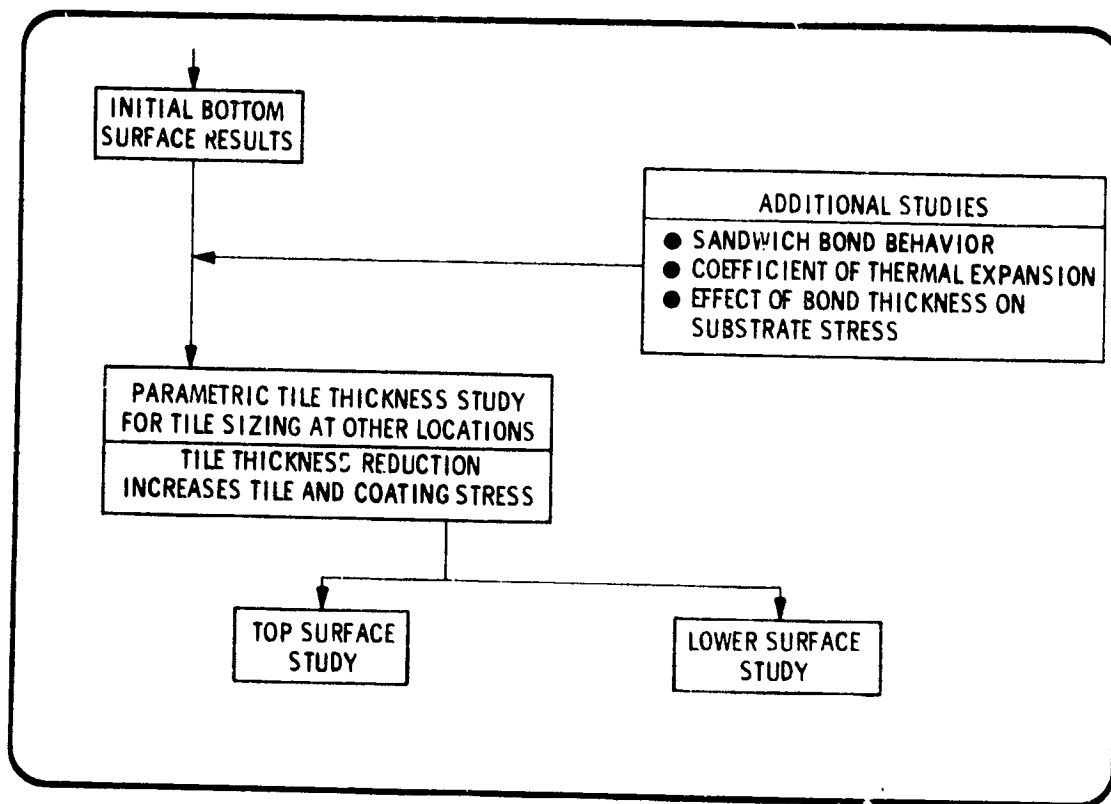 INITIAL BOTTOM
SURFACE RESULTS
ADDITIONAL STUDIES
● SANDWICH BOND BEHAVIOR
● COEFFICIENT OF THERMAL EXPANSION
● EFFECT OF BOND THICKNESS ON
SUBSTRATE STRESS
PARAMETRIC TILE THICKNESS STUDY
FOR TILE SIZING AT OTHER LOCATIONS
TILE THICKNESS REDUCTION
INCREASES TILE AND COATING STRESS
TOP SURFACE
STUDY
LOWER SURFACE
STUDY